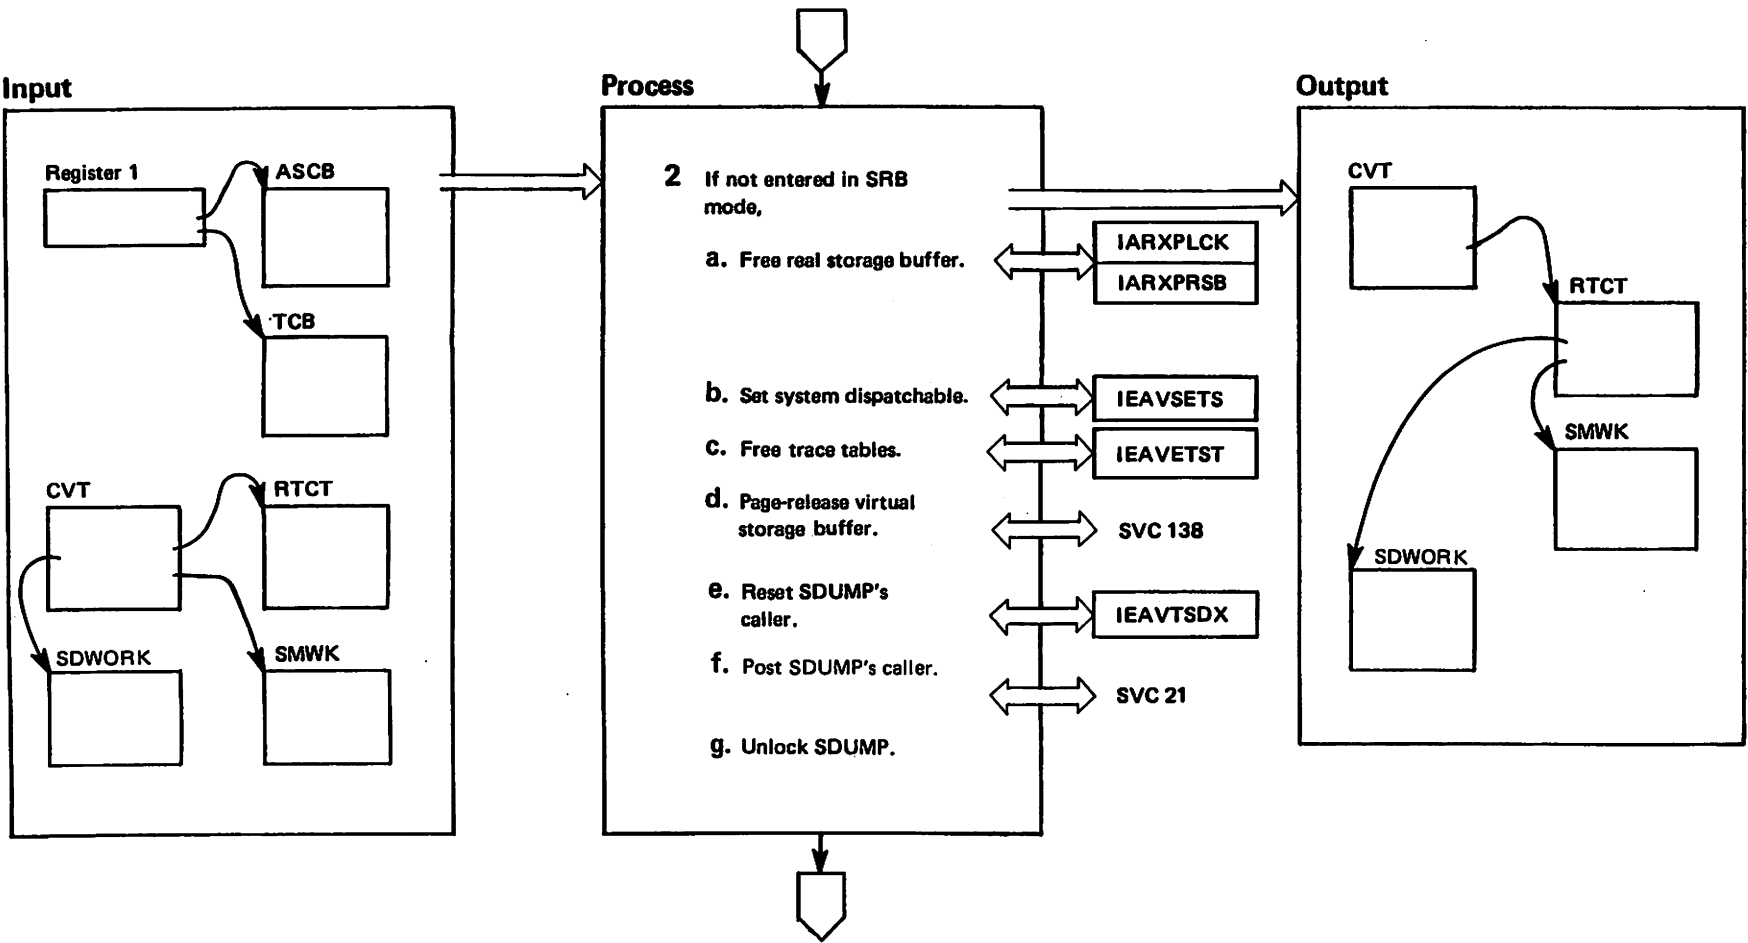 Input
Register 1
ASCB
TCB
CVT
RTCT
SDWORK
SMWK
Process
2 If not entered in SRB
mode,
a. Free real storage buffer.
IARXPLCK
IARXPRSB
b. Set system dispatchable.
IEAVSETS
c. Free trace tables.
IEAVETST
d. Page-release virtual
storage buffer.
SVC 138
e. Reset SDUMP's
caller.
IEAVTSDX
f. Post SDUMP's caller.
SVC 21
g. Unlock SDUMP.
Output
CVT
RTCT
SMWK
SDWORK